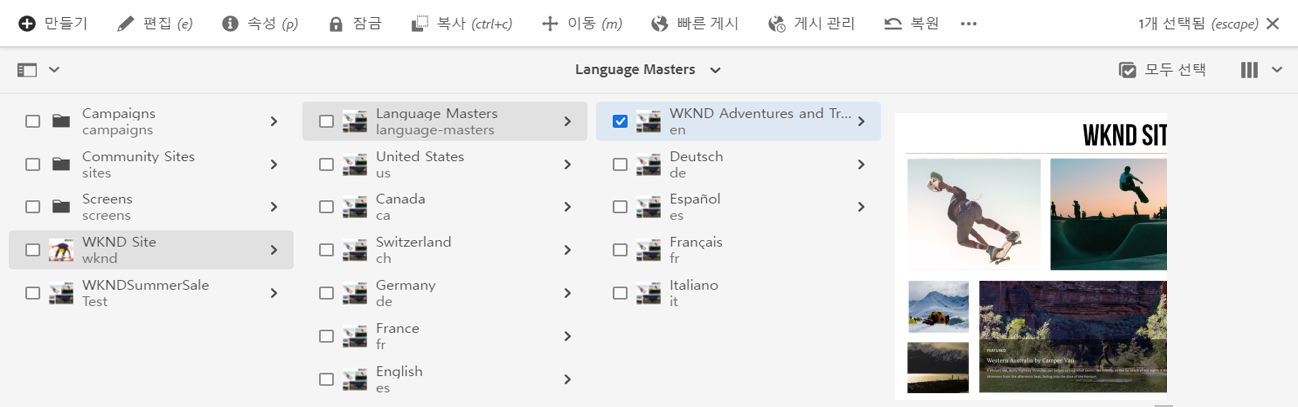 만들기 편집 (e) 속성 (p) 잠금 복사 (ctrl+c) 이동 (m) 빠른 게시 게시 관리 복원 1개 선택됨 (escape)
Language Masters 모두 선택
Campaigns
campaigns
Community Sites
sites
Screens
screens
WKND Site
wknd
WKNDSummerSale
Test
Language Masters
language-masters
United States
us
Canada
ca
Switzerland
ch
Germany
de
France
fr
English
es
WKND Adventures and Tr...
en
Deutsch
de
Español
es
Français
fr
Italiano
it
WKND SIT
FEATURED
Western Australia by Camper Van